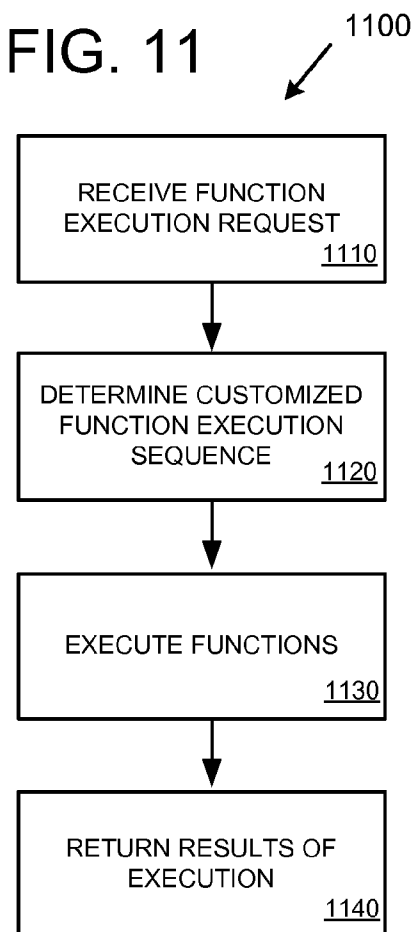 FIG. 11
1100
RECEIVE FUNCTION
EXECUTION REQUEST
1110
DETERMINE CUSTOMIZED
FUNCTION EXECUTION
SEQUENCE
1120
EXECUTE FUNCTIONS
1130
RETURN RESULTS OF
EXECUTION
1140